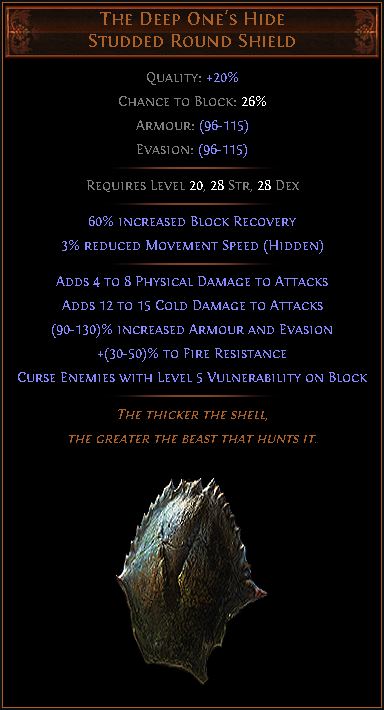 The Deep One's Hide
Studded Round Shield
Quality: +20%
Chance to Block: 26%
Armour: (96-115)
Evasion: (96-115)
Requires Level 20, 28 Str, 28 Dex
60% increased Block Recovery
3% reduced Movement Speed (Hidden)
Adds 4 to 8 Physical Damage to Attacks
Adds 12 to 15 Cold Damage to Attacks
(90-130)% increased Armour and Evasion
+(30-50)% to Fire Resistance
Curse Enemies with Level 5 Vulnerability on Block
The thicker the shell,
the greater the beast that hunts it.